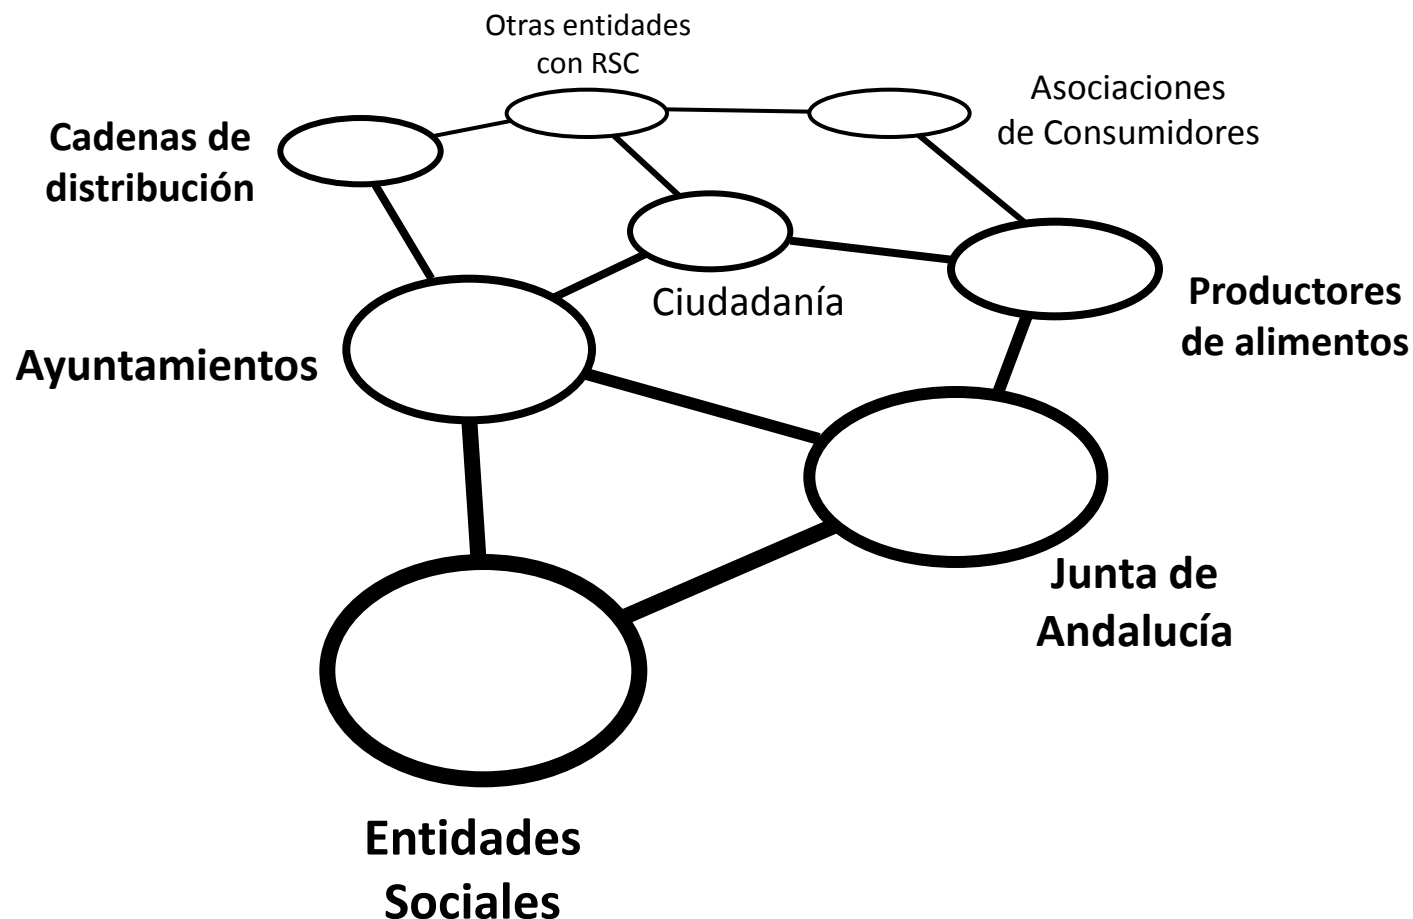 Otras entidades
con RSC
Asociaciones
de Consumidores
Cadenas de
distribución
Ciudadanía
Productores
de alimentos
Ayuntamientos
Junta de
Andalucía
Entidades
Sociales